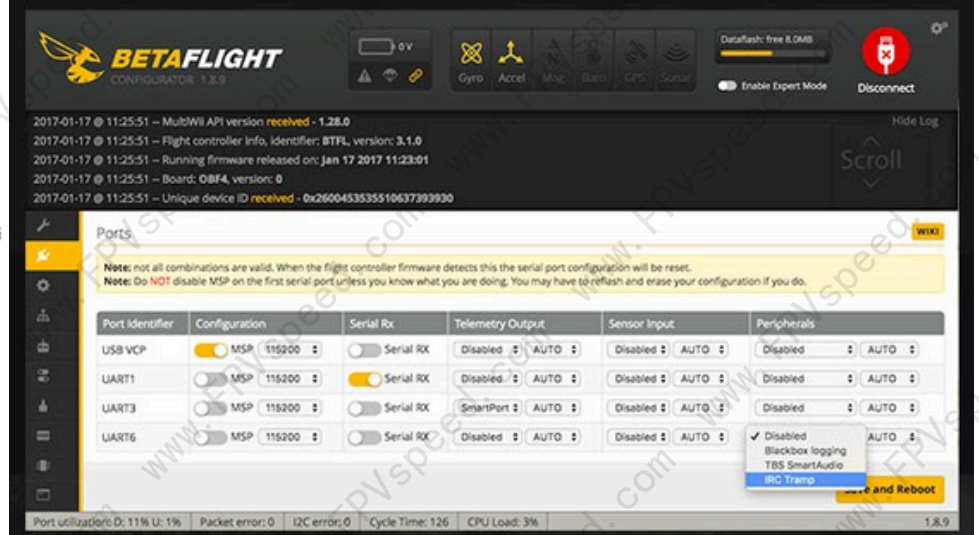 BETAFLIGHT
CONFIGURATOR 1.8.9
0 V
Gyro Accel Mag Baro GPS Sonar
Dataflash: free 8.0MB
Enable Expert Mode
Disconnect
Hide Log
Scroll
2017-01-17 @ 11:25:51 -- MultiWii API version received - 1.28.0
2017-01-17 @ 11:25:51 -- Flight controller info, identifier: BTFL, version: 3.1.0
2017-01-17 @ 11:25:51 -- Running firmware released on: Jan 17 2017 11:23:01
2017-01-17 @ 11:25:51 -- Board: OBF4, version: 0
2017-01-17 @ 11:25:51 -- Unique device ID received - 0x2600453535510637393930
Ports
WIKI
Note: not all combinations are valid. When the flight controller firmware detects this the serial port configuration will be reset.
Note: Do NOT disable MSP on the first serial port unless you know what you are doing. You may have to reflash and erase your configuration if you do.
Port Identifier Configuration Serial Rx Telemetry Output Sensor Input Peripherals
USB VCP MSP 115200 Serial RX Disabled AUTO Disabled AUTO Disabled AUTO
UART1 MSP 115200 Serial RX Disabled AUTO Disabled AUTO Disabled AUTO
UART3 MSP 115200 Serial RX SmartPort AUTO Disabled AUTO Disabled AUTO
UART6 MSP 115200 Serial RX Disabled AUTO Disabled AUTO Disabled AUTO
Blackbox logging
TBS SmartAudio
IRC Tramp
and Reboot
Port utilization: D: 11% U: 1% Packet error: 0 I2C error: 0 Cycle Time: 126 CPU Load: 3% 1.8.9
www.FPVspeed.com